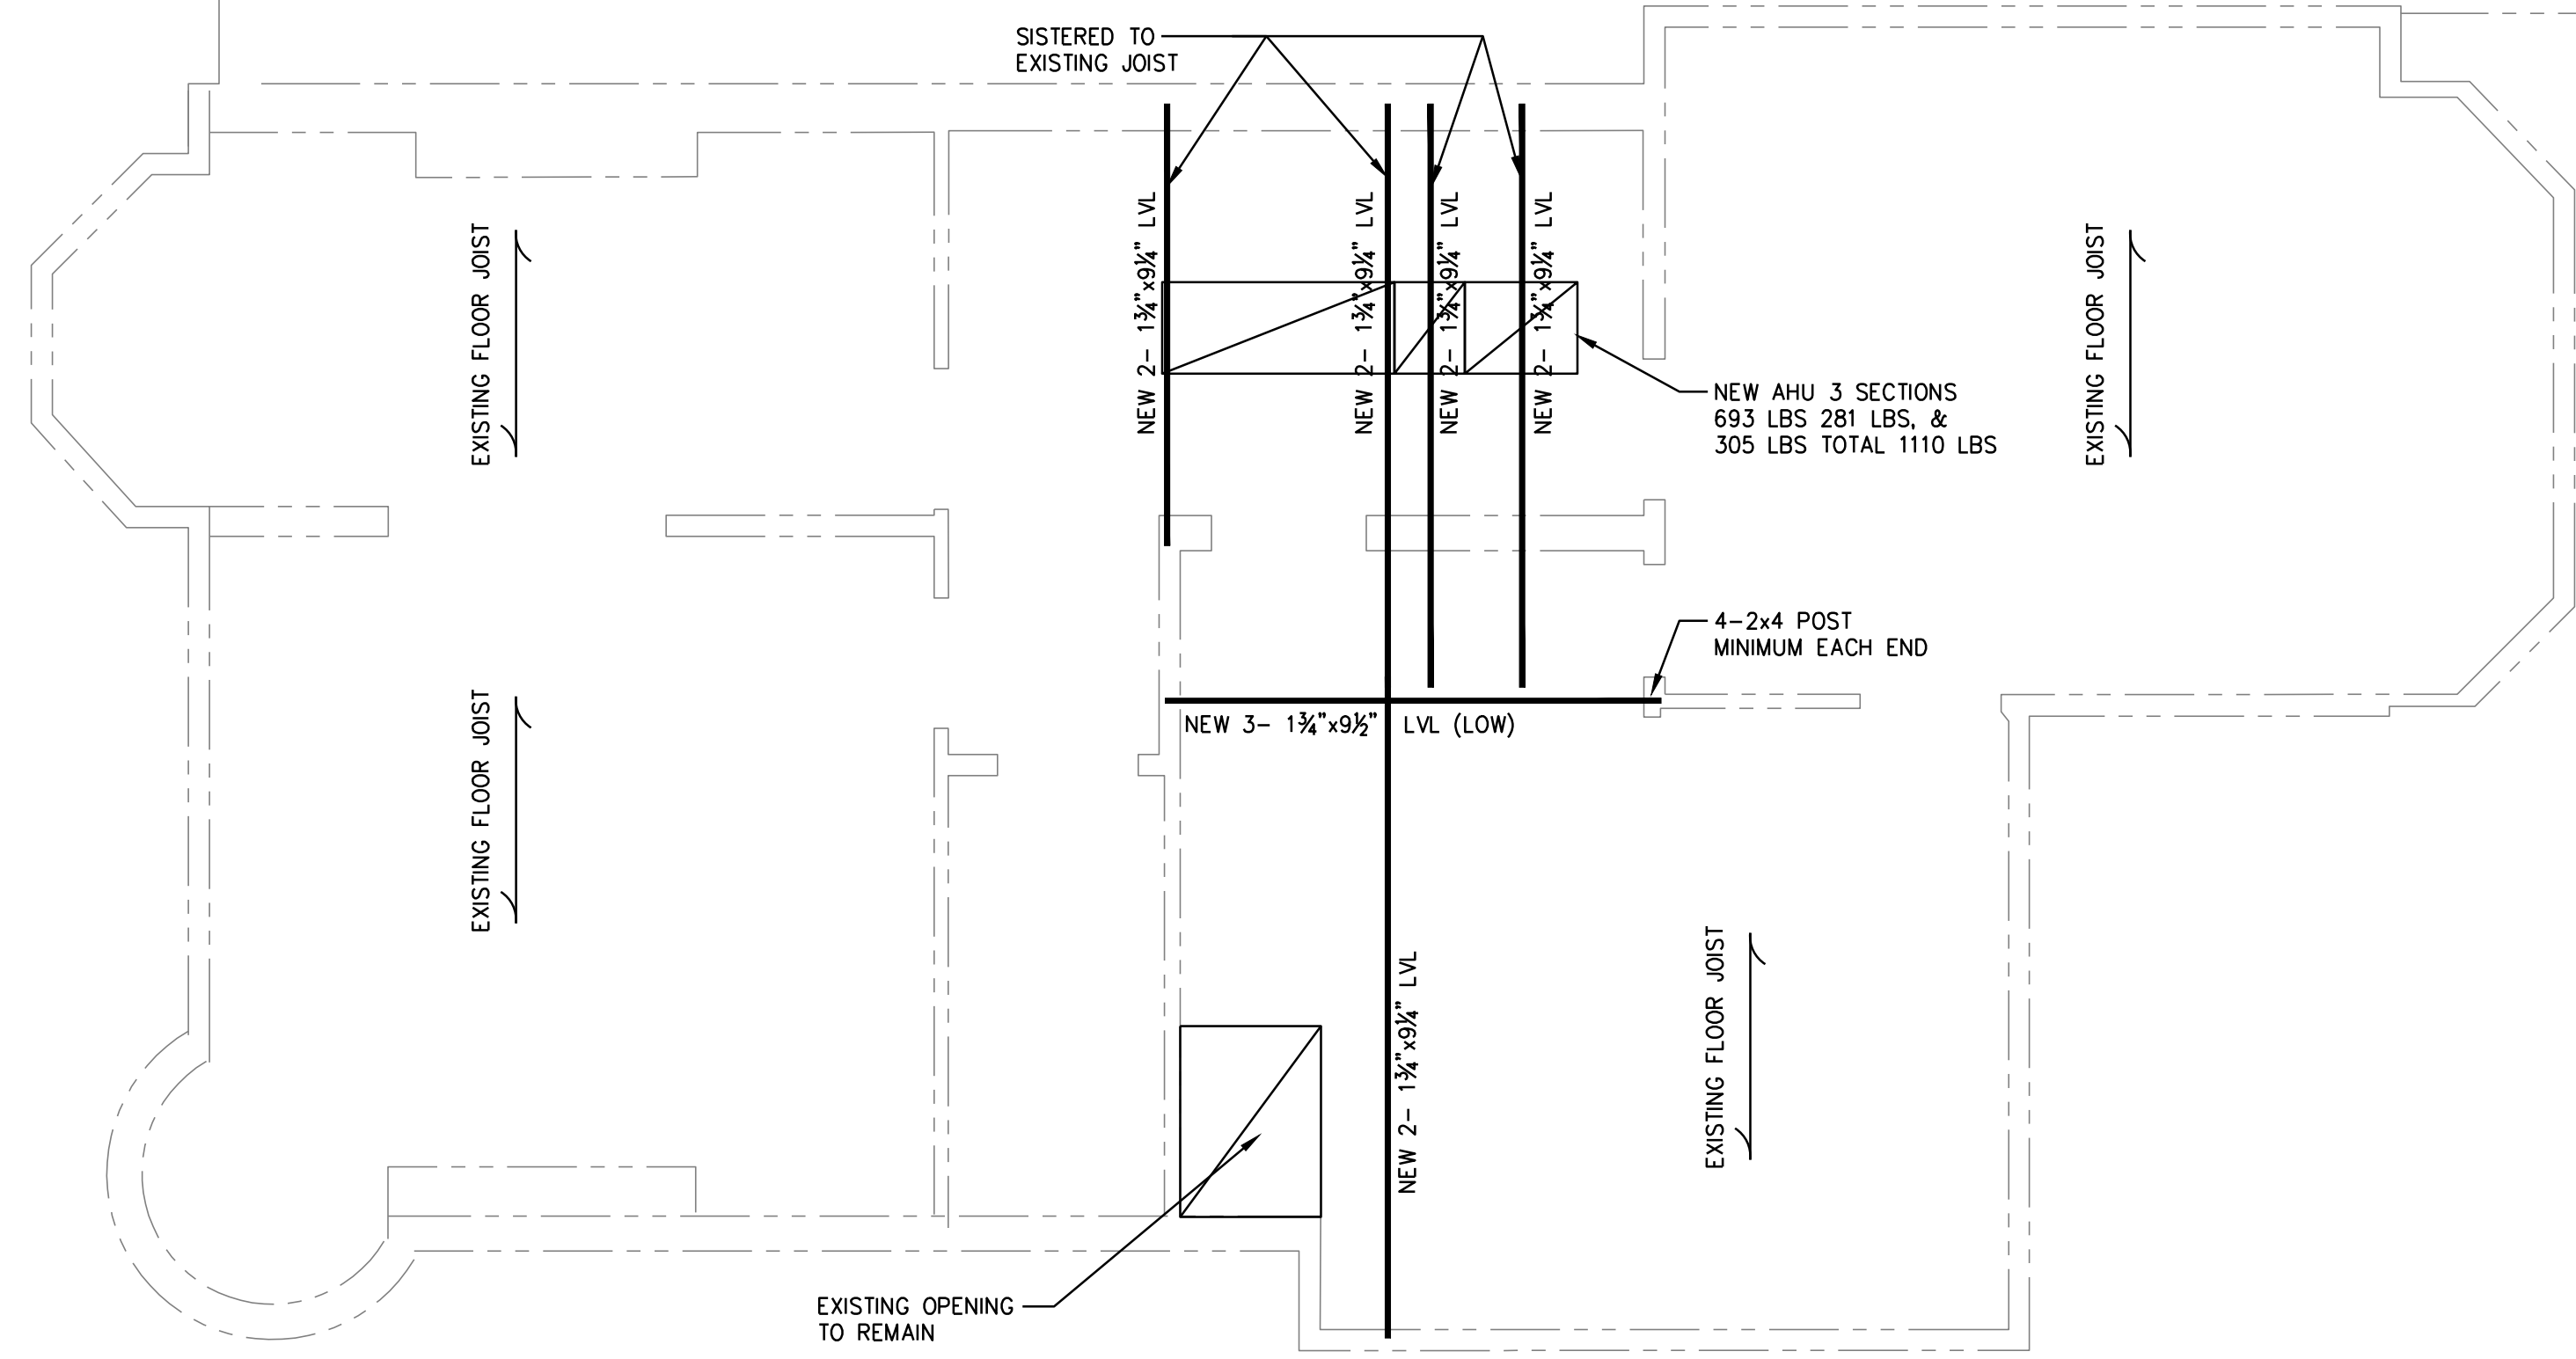 SISTERED TO
EXISTING JOIST
NEW 2- 1¾"x9¼" LVL
NEW 2- 1¾"x9¼" LVL
NEW 2- 1¾"x9¼" LVL
NEW 2- 1¾"x9¼" LVL
EXISTING FLOOR JOIST
EXISTING FLOOR JOIST
NEW AHU 3 SECTIONS
693 LBS 281 LBS, &
305 LBS TOTAL 1110 LBS
4-2x4 POST
MINIMUM EACH END
NEW 3- 1¾"x9½" LVL (LOW)
EXISTING FLOOR JOIST
NEW 2- 1¾"x9¼" LVL
EXISTING FLOOR JOIST
EXISTING OPENING
TO REMAIN